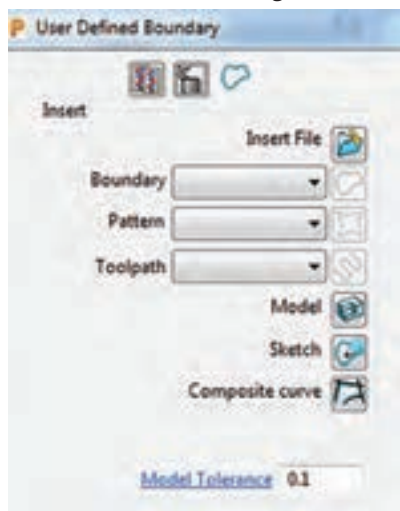 User Defined Boundary
Insert
Insert File
Boundary
Pattern
Toolpath
Model
Sketch
Composite curve
Model Tolerance 0.1